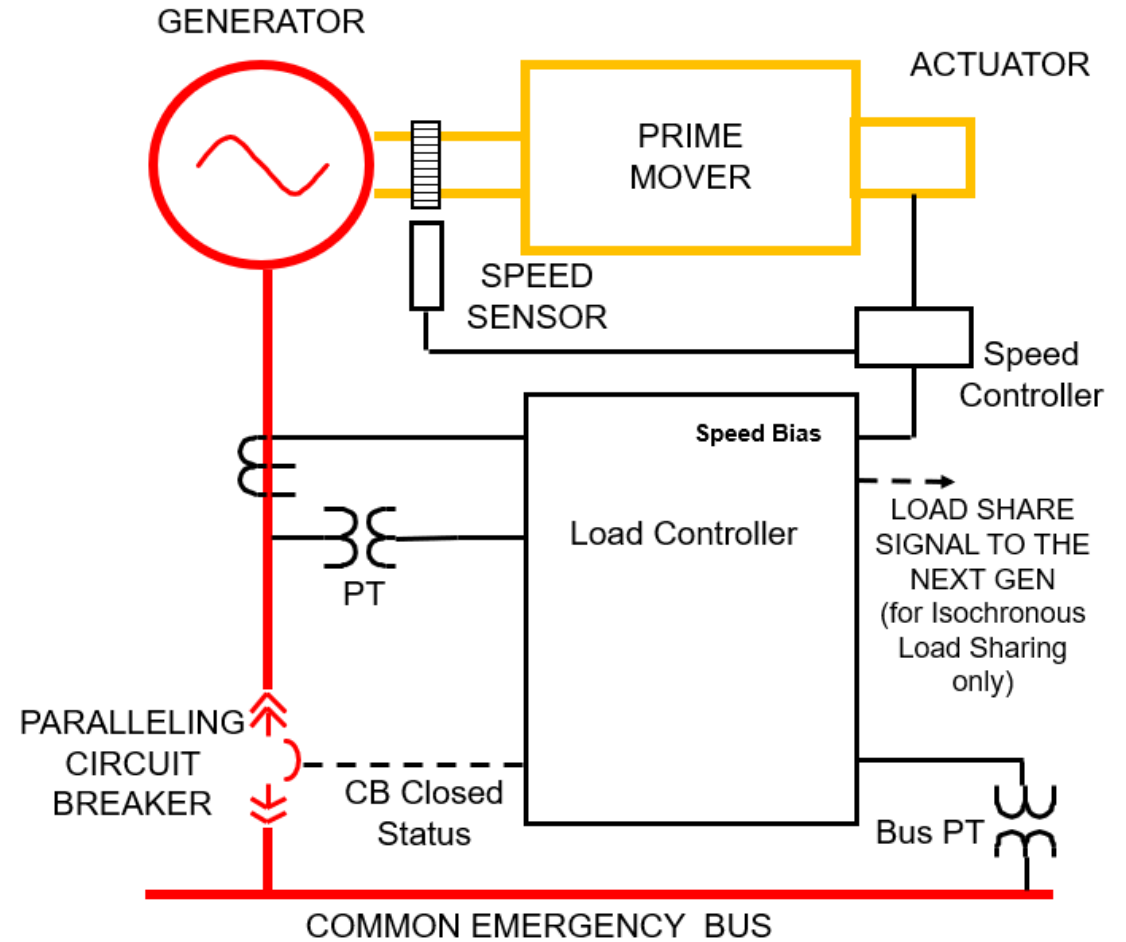 GENERATOR
ACTUATOR
PRIME
MOVER
SPEED
SENSOR
Speed
Controller
Speed Bias
Load Controller
LOAD SHARE
SIGNAL TO THE
NEXT GEN
(for Isochronous
Load Sharing
only)
PT
PARALLELING
CIRCUIT
BREAKER
CB Closed
Status
Bus PT
COMMON EMERGENCY BUS